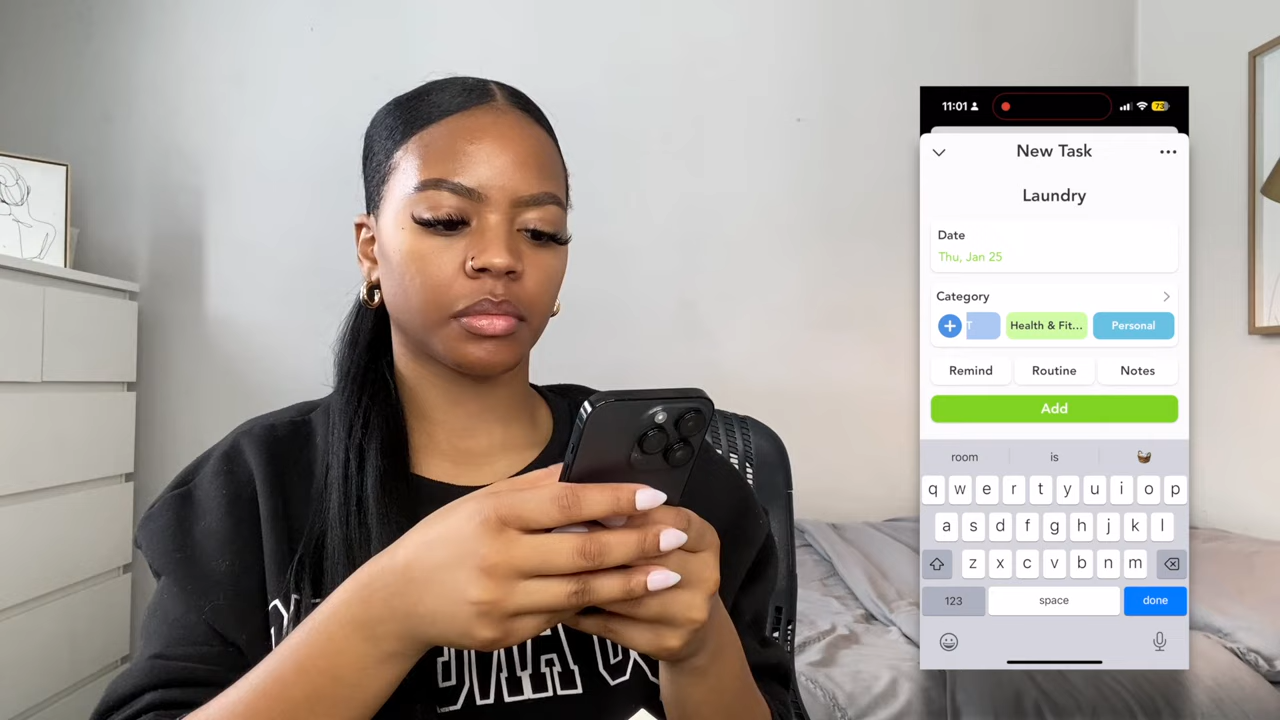 11:01
73
New Task
Laundry
Date
Thu, Jan 25
Category
T
Health & Fit...
Personal
Remind
Routine
Notes
Add
room
is
q w e r t y u i o p
a s d f g h j k l
z x c v b n m
123
space
done